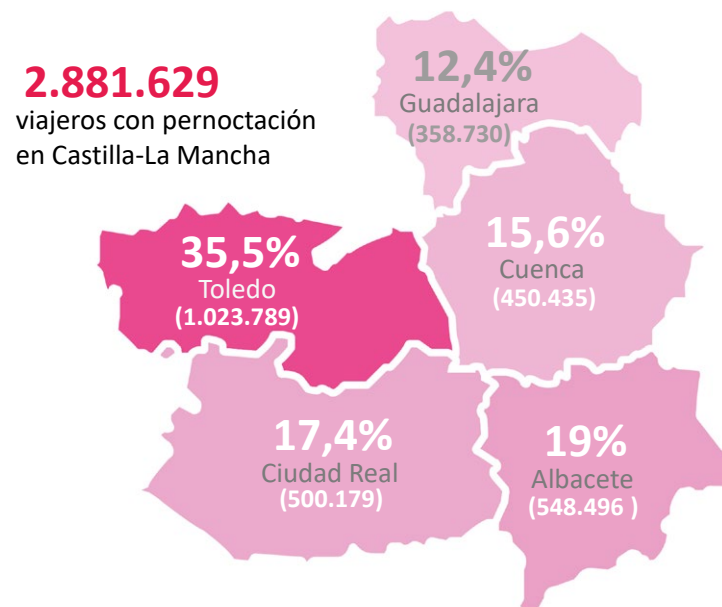 2.881.629
viajeros con pernoctación
en Castilla-La Mancha
12,4%
Guadalajara
(358.730)
35,5%
Toledo
(1.023.789)
15,6%
Cuenca
(450.435)
17,4%
Ciudad Real
(500.179)
19%
Albacete
(548.496 )